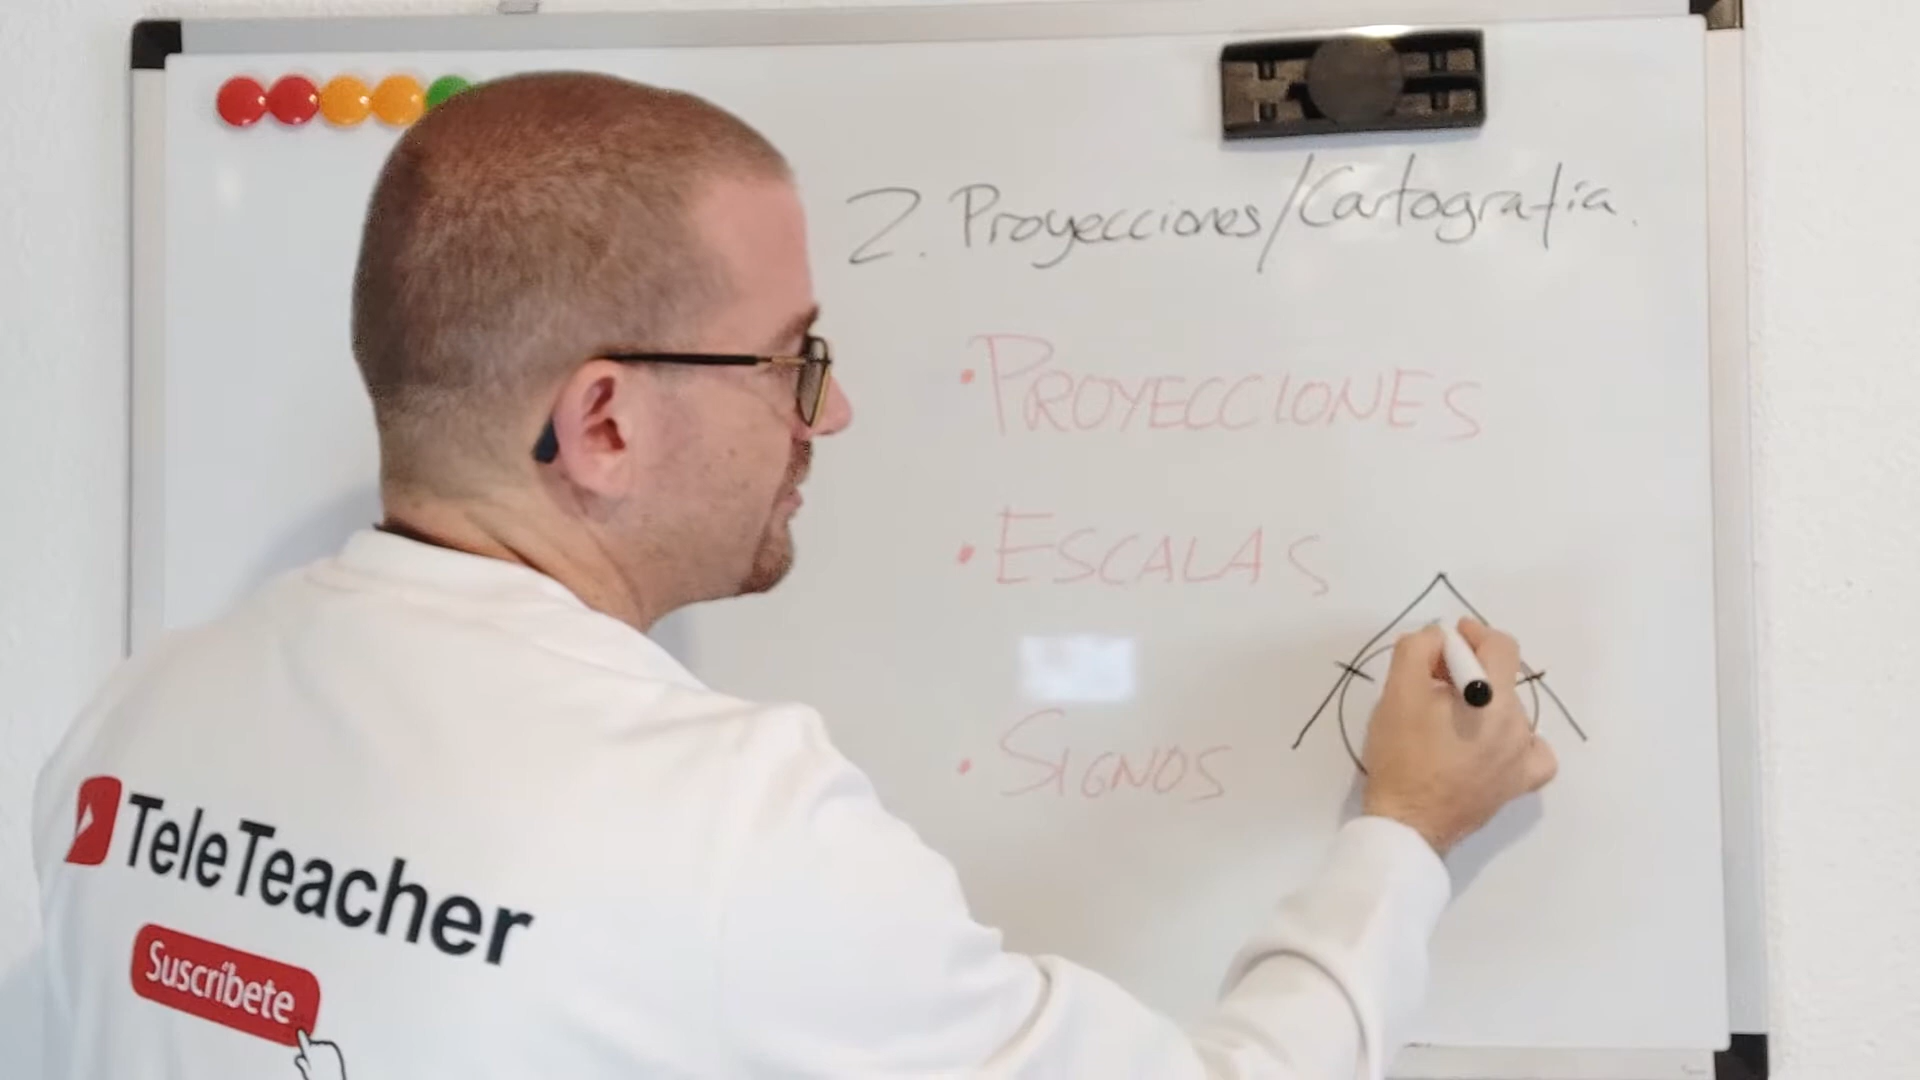 2. Proyecciones/Cartografía.
• PROYECCIONES
• ESCALAS
• SIGNOS
TeleTeacher
Suscríbete